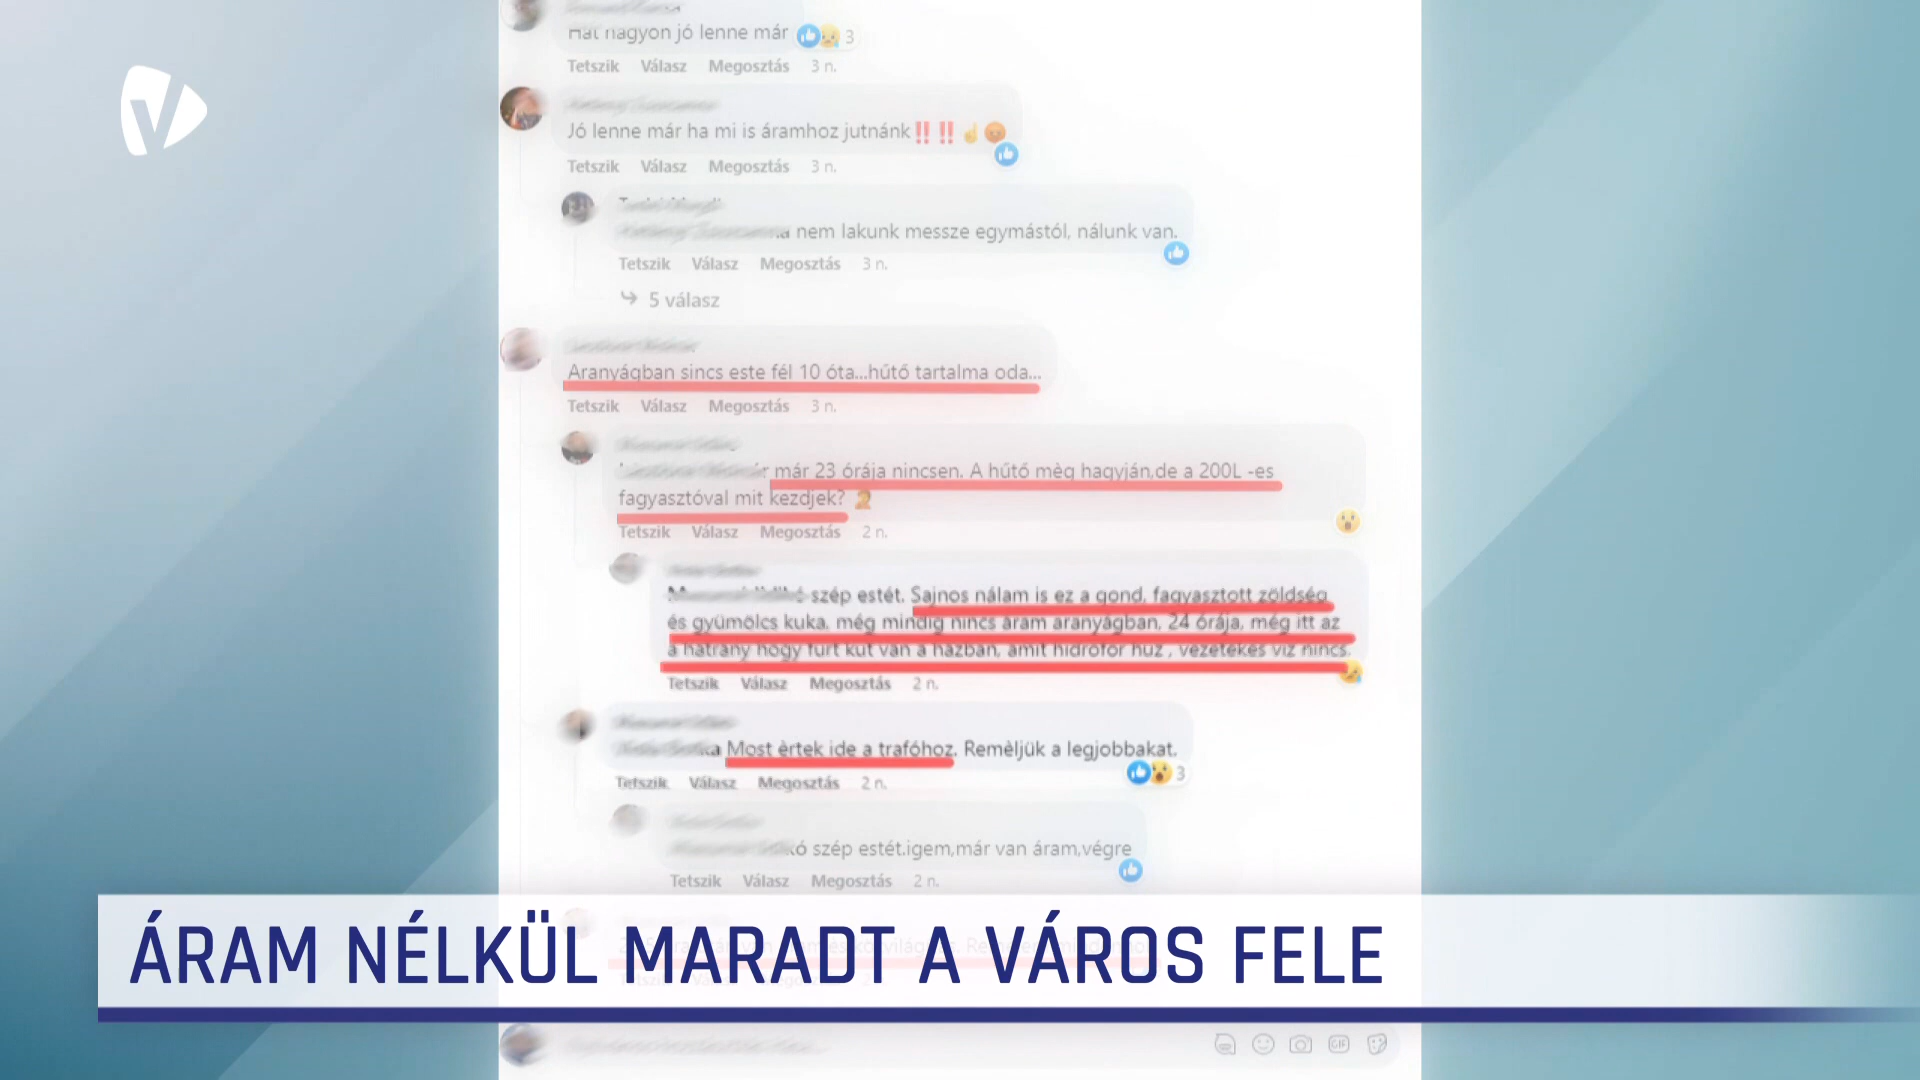 Hát nagyon jó lenne már 3
Tetszik Válasz Megosztás 3 n.
Jó lenne már ha mi is áramhoz jutnánk‼️ ‼️ ☝️😡
Tetszik Válasz Megosztás 3 n.
nem lakunk messze egymástól, nálunk van.
Tetszik Válasz Megosztás 3 n.
5 válasz
Aranyágban sincs este fél 10 óta...hűtő tartalma oda...
Tetszik Válasz Megosztás 3 n.
már 23 órája nincsen. A hűtő mèg hagyján,de a 200L -es
fagyasztóval mit kezdjek?
Tetszik Válasz Megosztás 2 n.
szép estét. Sajnos nálam is ez a gond, fagyasztott zöldség
és gyümölcs kuka, még mindig nincs áram aranyágban, 24 órája, még itt az
a hátrány hogy fúrt kút van a házban, amit hidrofor húz , vezetékes víz nincs.
Tetszik Válasz Megosztás 2 n.
Most èrtek ide a trafóhoz. Remèljük a legjobbakat.
3
Tetszik Válasz Megosztás 2 n.
szép estét.igem,már van áram,végre
Tetszik Válasz Megosztás 2 n.
ÁRAM NÉLKÜL MARADT A VÁROS FELE
GIF